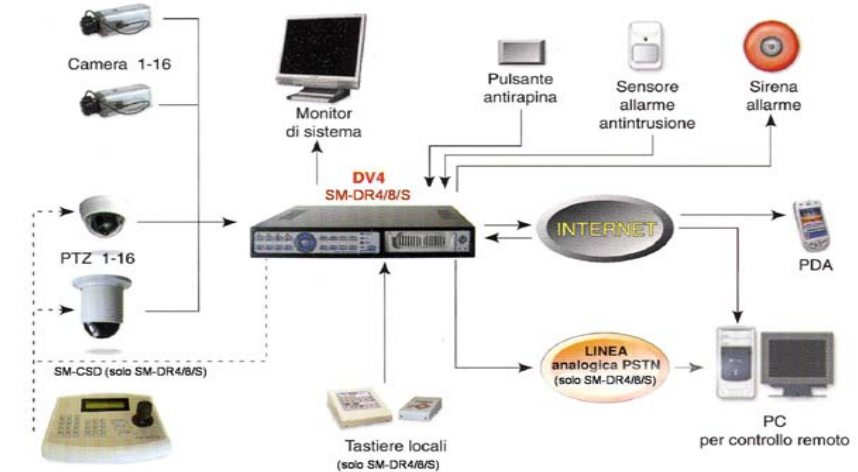 Camera 1-16
Monitor
di sistema
Pulsante
antirapina
Sensore
allarme
antintrusione
Sirena
allarme
DV4
SM-DR4/8/S
PTZ 1-16
INTERNET
PDA
SM-CSD (solo SM-DR4/8/S)
LINEA
analogica PSTN
(solo SM-DR4/8/S)
Tastiere locali
(solo SM-DR4/8/S)
PC
per controllo remoto